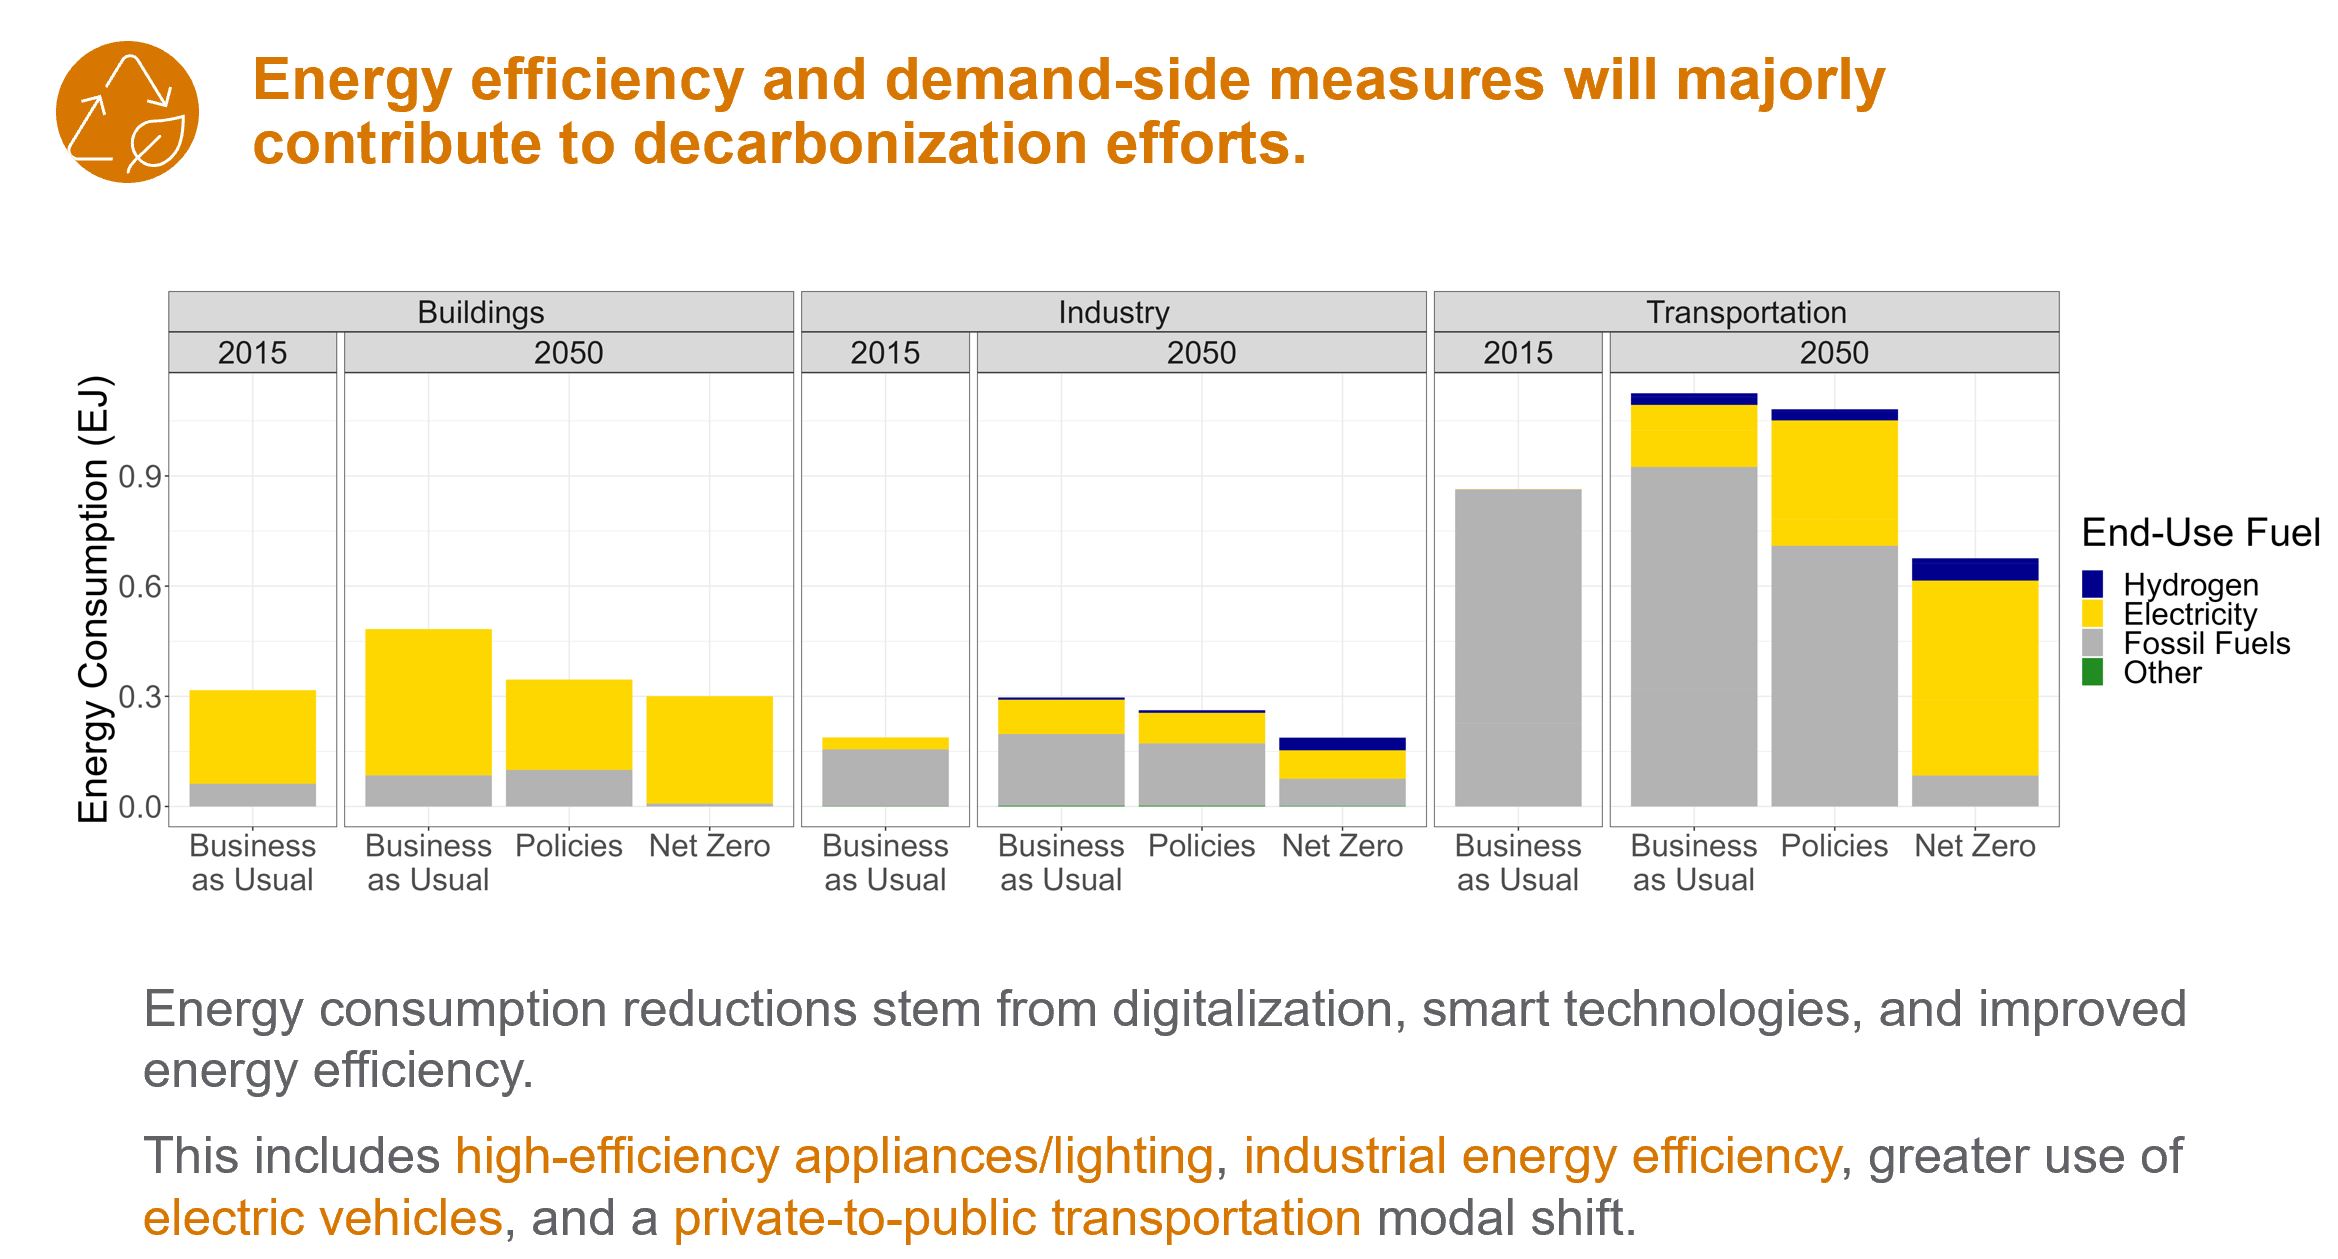 Energy efficiency and demand-side measures will majorly
contribute to decarbonization efforts.
Buildings
Industry
Transportation
2015
2050
2015
2050
2015
2050
Energy Consumption (EJ)
0.9
0.6
0.3
0.0
Business
as Usual
Business
as Usual
Policies
Net Zero
Business
as Usual
Business
as Usual
Policies
Net Zero
Business
as Usual
Business
as Usual
Policies
Net Zero
End-Use Fuel
Hydrogen
Electricity
Fossil Fuels
Other
Energy consumption reductions stem from digitalization, smart technologies, and improved
energy efficiency.
This includes high-efficiency appliances/lighting, industrial energy efficiency, greater use of
electric vehicles, and a private-to-public transportation modal shift.